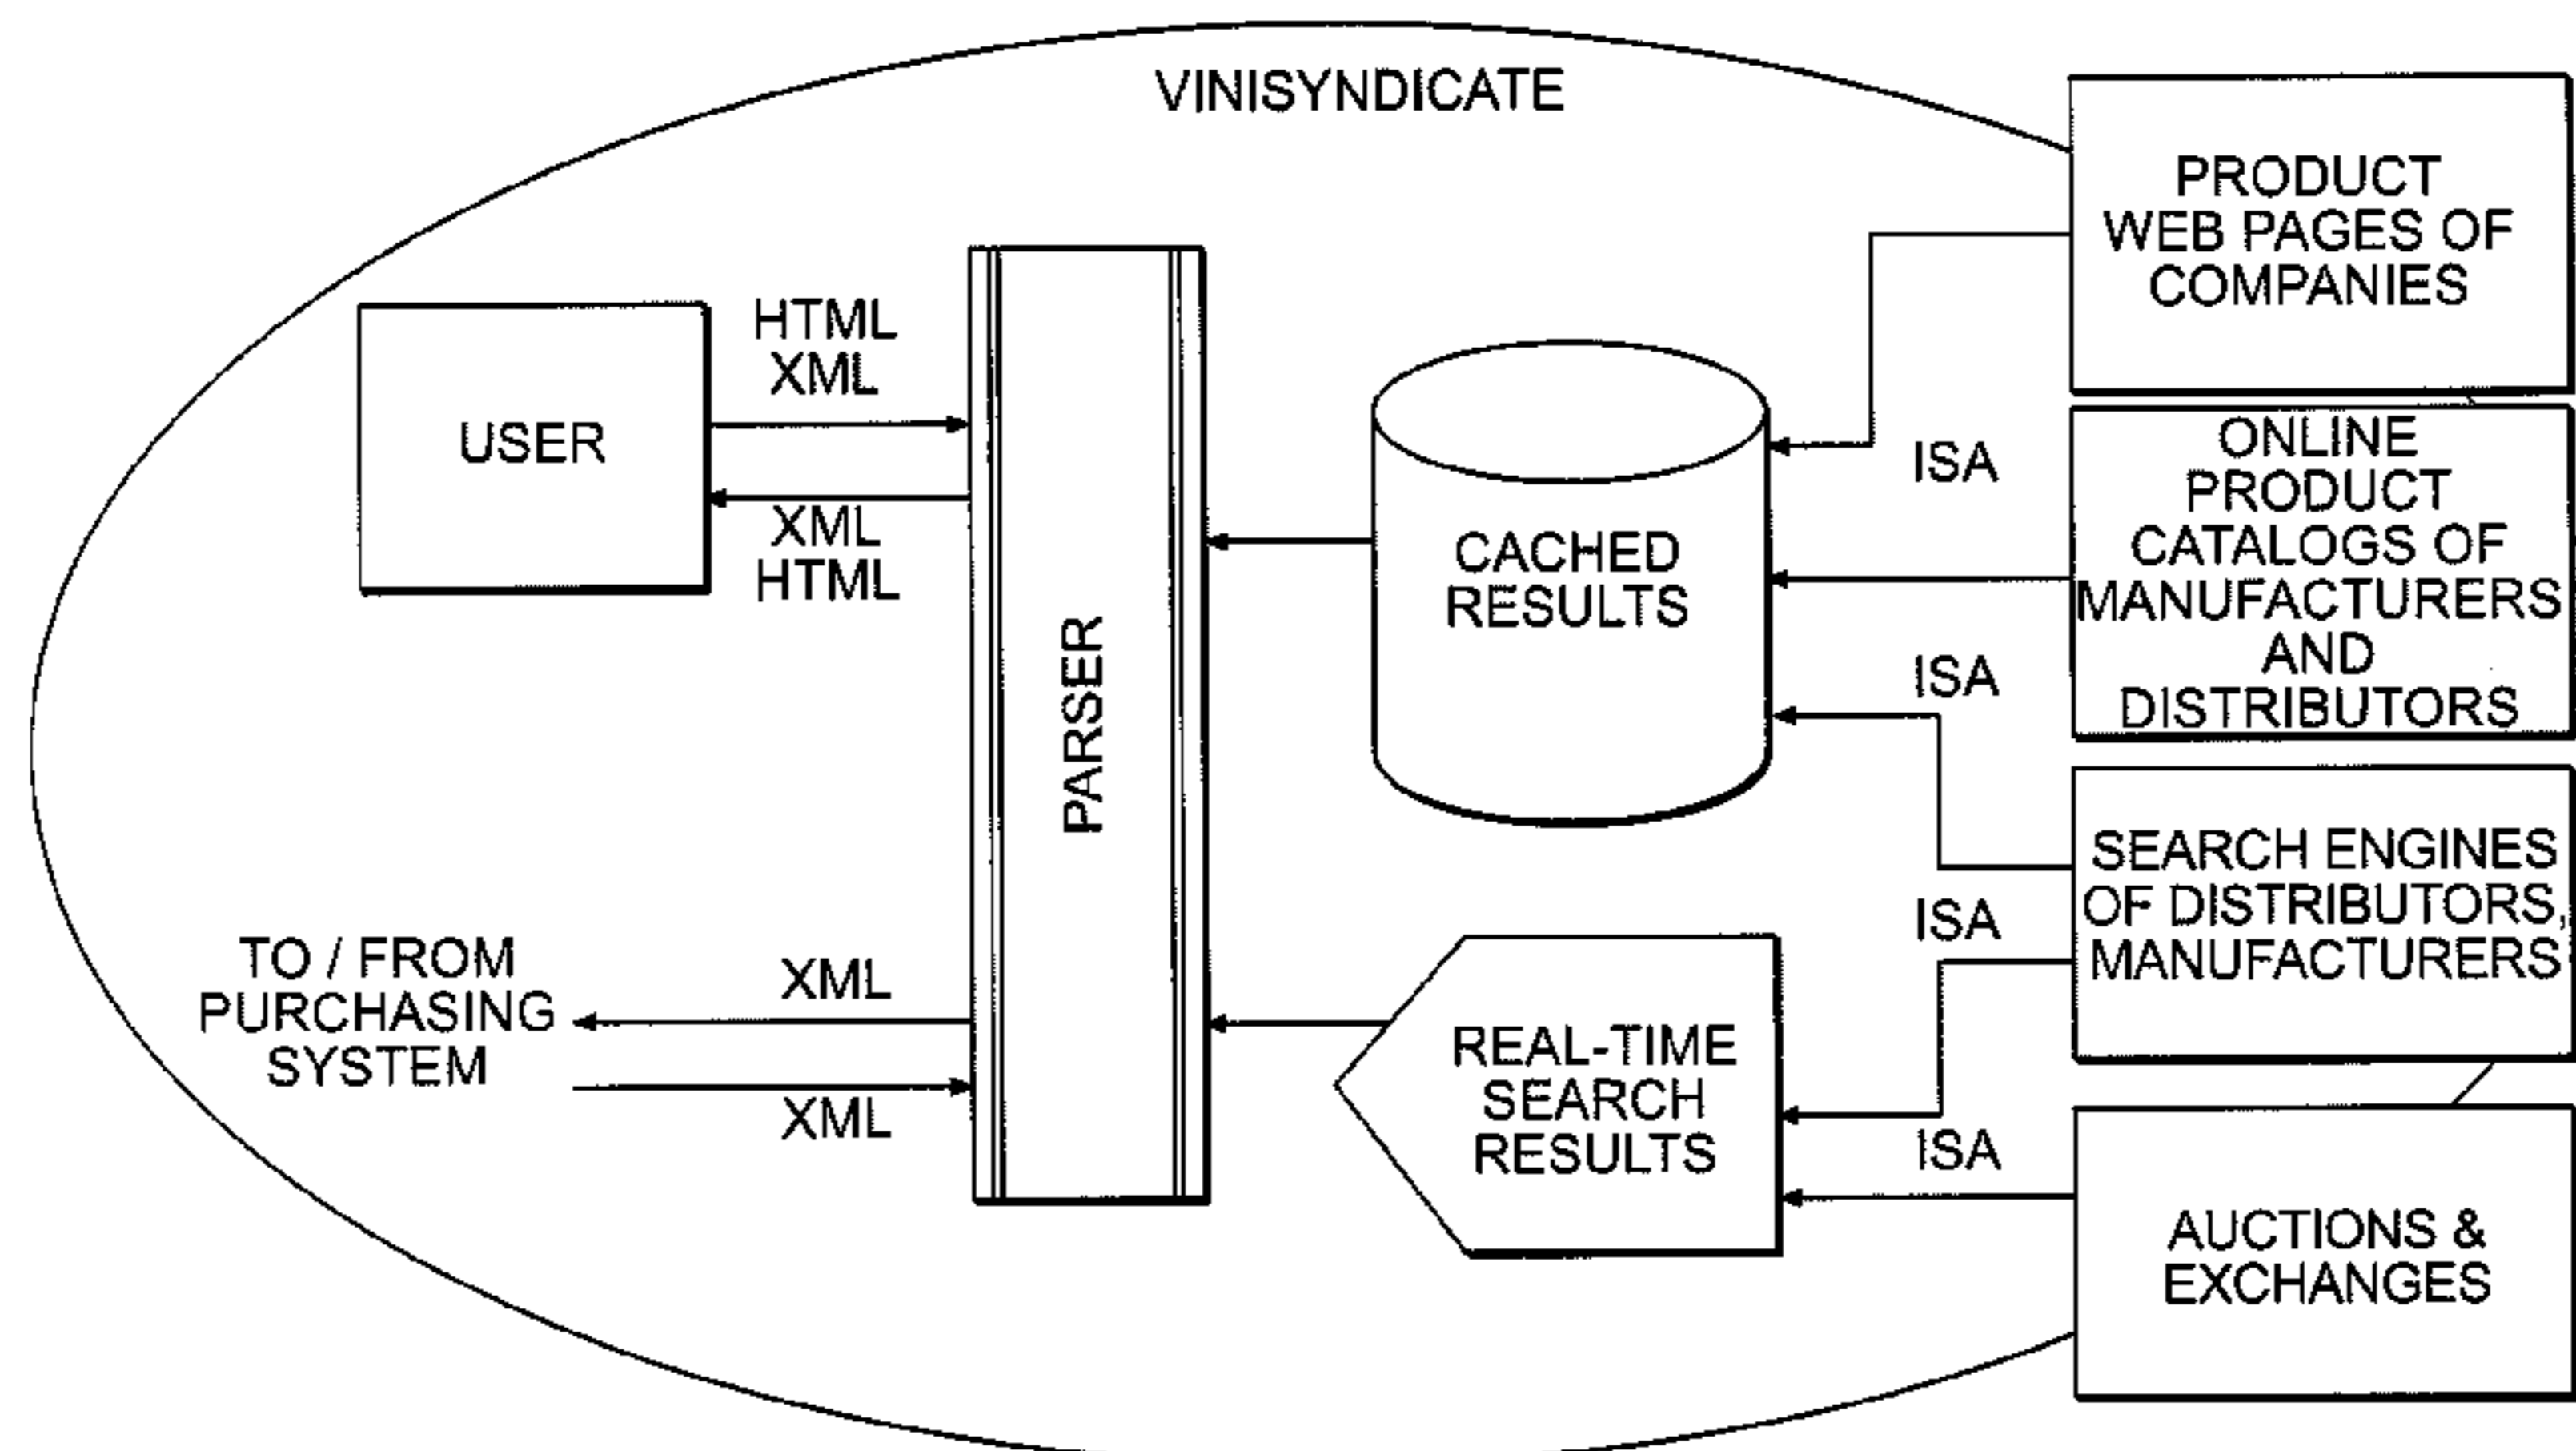 VINISYNDICATE
USER
HTML
XML
XML
HTML
TO / FROM
PURCHASING
SYSTEM
XML
XML
PARSER
CACHED
RESULTS
REAL-TIME
SEARCH
RESULTS
ISA
ISA
ISA
ISA
PRODUCT
WEB PAGES OF
COMPANIES
ONLINE
PRODUCT
CATALOGS OF
MANUFACTURERS
AND
DISTRIBUTORS
SEARCH ENGINES
OF DISTRIBUTORS,
MANUFACTURERS
AUCTIONS &
EXCHANGES